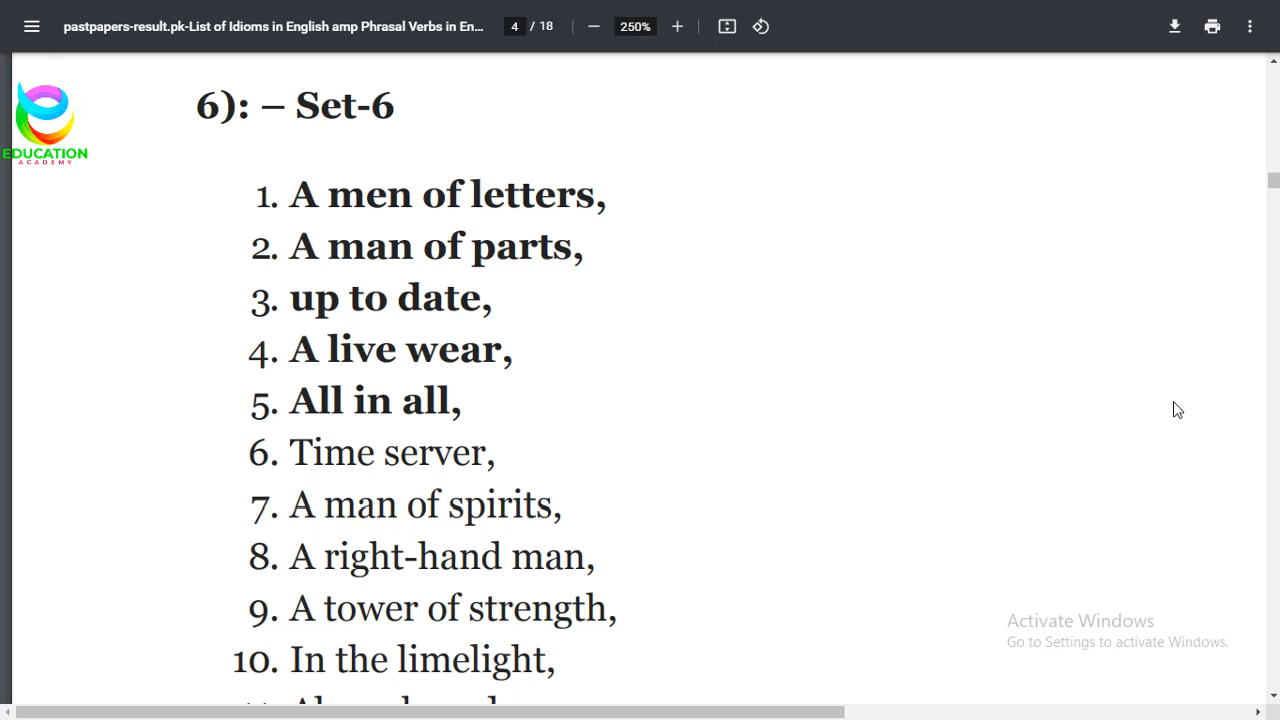 pastpapers-result.pk-List of Idioms in English amp Phrasal Verbs in En... 4 / 18 250%
6): – Set-6
EDUCATION
ACADEMY
1. A men of letters,
2. A man of parts,
3. up to date,
4. A live wear,
5. All in all,
6. Time server,
7. A man of spirits,
8. A right-hand man,
9. A tower of strength,
10. In the limelight,
Activate Windows
Go to Settings to activate Windows.